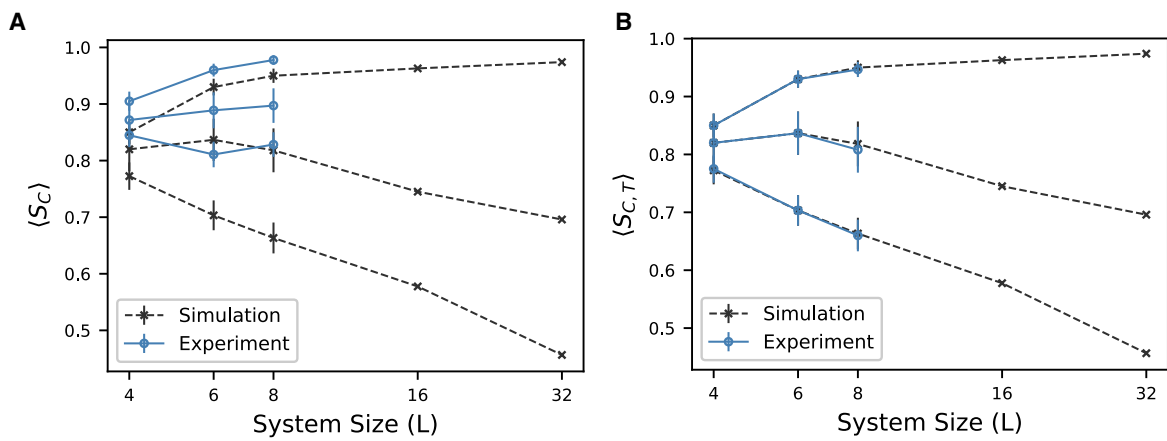 A
1.0
0.9
0.8
0.7
0.6
0.5
⟨S_C⟩
Simulation
Experiment
4
6
8
16
32
System Size (L)
B
1.0
0.9
0.8
0.7
0.6
0.5
⟨S_{C, T}⟩
Simulation
Experiment
4
6
8
16
32
System Size (L)